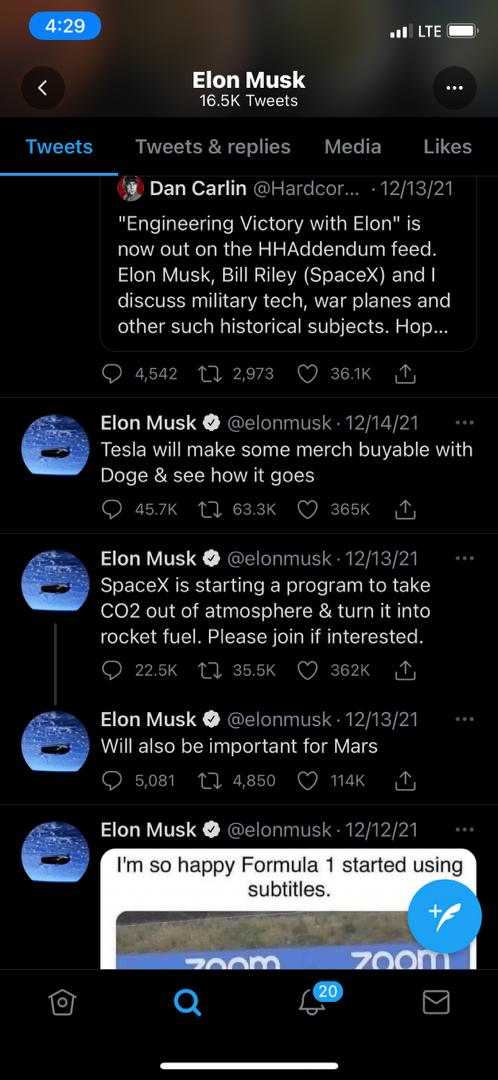 4:29
LTE
Elon Musk
16.5K Tweets
Tweets
Tweets & replies
Media
Likes
Dan Carlin @Hardcor... · 12/13/21
"Engineering Victory with Elon" is
now out on the HHAddendum feed.
Elon Musk, Bill Riley (SpaceX) and I
discuss military tech, war planes and
other such historical subjects. Hop...
4,542 2,973 36.1K
Elon Musk @elonmusk · 12/14/21
Tesla will make some merch buyable with
Doge & see how it goes
45.7K 63.3K 365K
Elon Musk @elonmusk · 12/13/21
SpaceX is starting a program to take
CO2 out of atmosphere & turn it into
rocket fuel. Please join if interested.
22.5K 35.5K 362K
Elon Musk @elonmusk · 12/13/21
Will also be important for Mars
5,081 4,850 114K
Elon Musk @elonmusk · 12/12/21
I'm so happy Formula 1 started using
subtitles.
zoom zoom
20